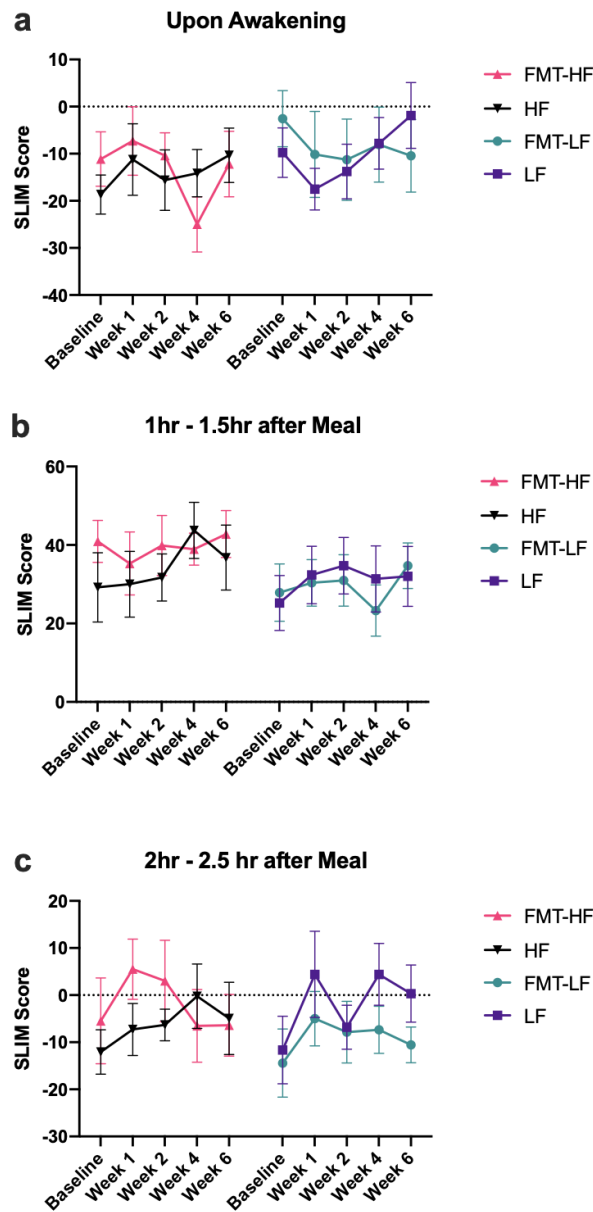 a
Upon Awakening
SLIM Score
10
0
-10
-20
-30
-40
Baseline
Week 1
Week 2
Week 4
Week 6
Baseline
Week 1
Week 2
Week 4
Week 6
FMT-HF
HF
FMT-LF
LF
b
1hr - 1.5hr after Meal
SLIM Score
60
40
20
0
Baseline
Week 1
Week 2
Week 4
Week 6
Baseline
Week 1
Week 2
Week 4
Week 6
FMT-HF
HF
FMT-LF
LF
c
2hr - 2.5 hr after Meal
SLIM Score
20
10
0
-10
-20
-30
Baseline
Week 1
Week 2
Week 4
Week 6
Baseline
Week 1
Week 2
Week 4
Week 6
FMT-HF
HF
FMT-LF
LF